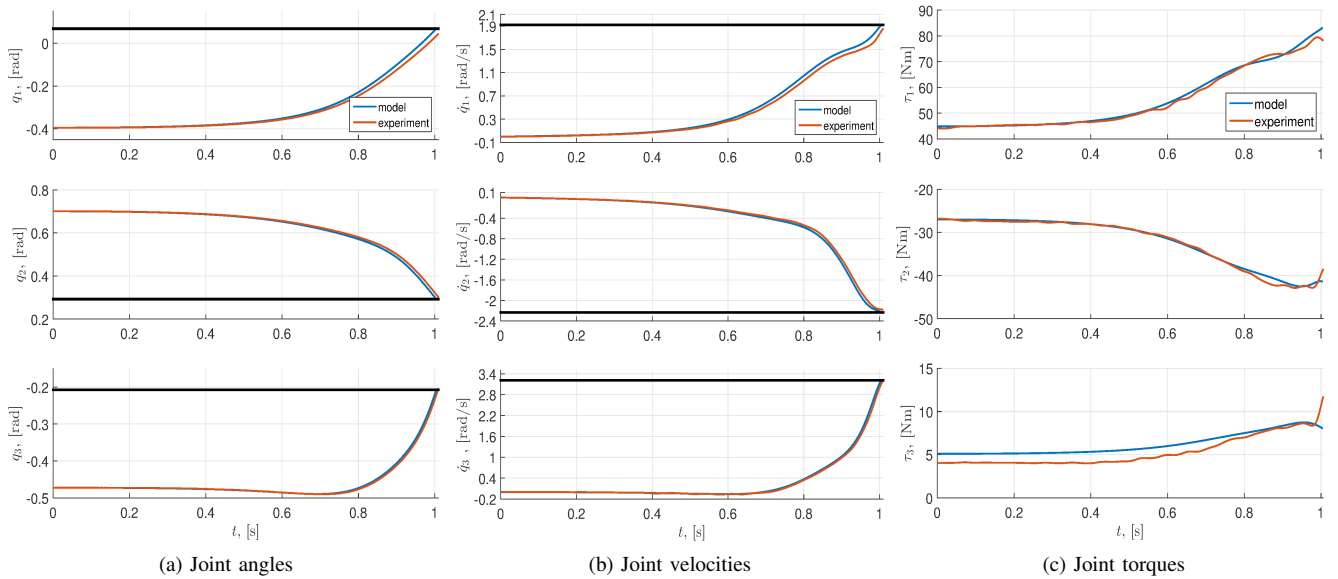 0
-0.2
-0.4
q1, [rad]
0 0.2 0.4 0.6 0.8 1
model
experiment
0.8
0.6
0.4
0.2
q2, [rad]
0 0.2 0.4 0.6 0.8 1
-0.2
-0.3
-0.4
-0.5
q3, [rad]
0 0.2 0.4 0.6 0.8 1
t, [s]
(a) Joint angles
2.1
1.9
1.5
1.1
0.7
0.3
-0.1
q̇1, [rad/s]
0 0.2 0.4 0.6 0.8 1
model
experiment
0.1
-0.4
-0.8
-1.2
-1.6
-2
-2.4
q̇2, [rad/s]
0 0.2 0.4 0.6 0.8 1
3.4
2.8
2.2
1.6
1
0.4
-0.2
q̇3 , [rad/s]
0 0.2 0.4 0.6 0.8 1
t, [s]
(b) Joint velocities
90
80
70
60
50
40
τ1, [Nm]
0 0.2 0.4 0.6 0.8 1
model
experiment
-20
-30
-40
-50
τ2, [Nm]
0 0.2 0.4 0.6 0.8 1
15
10
5
0
τ3, [Nm]
0 0.2 0.4 0.6 0.8 1
t, [s]
(c) Joint torques